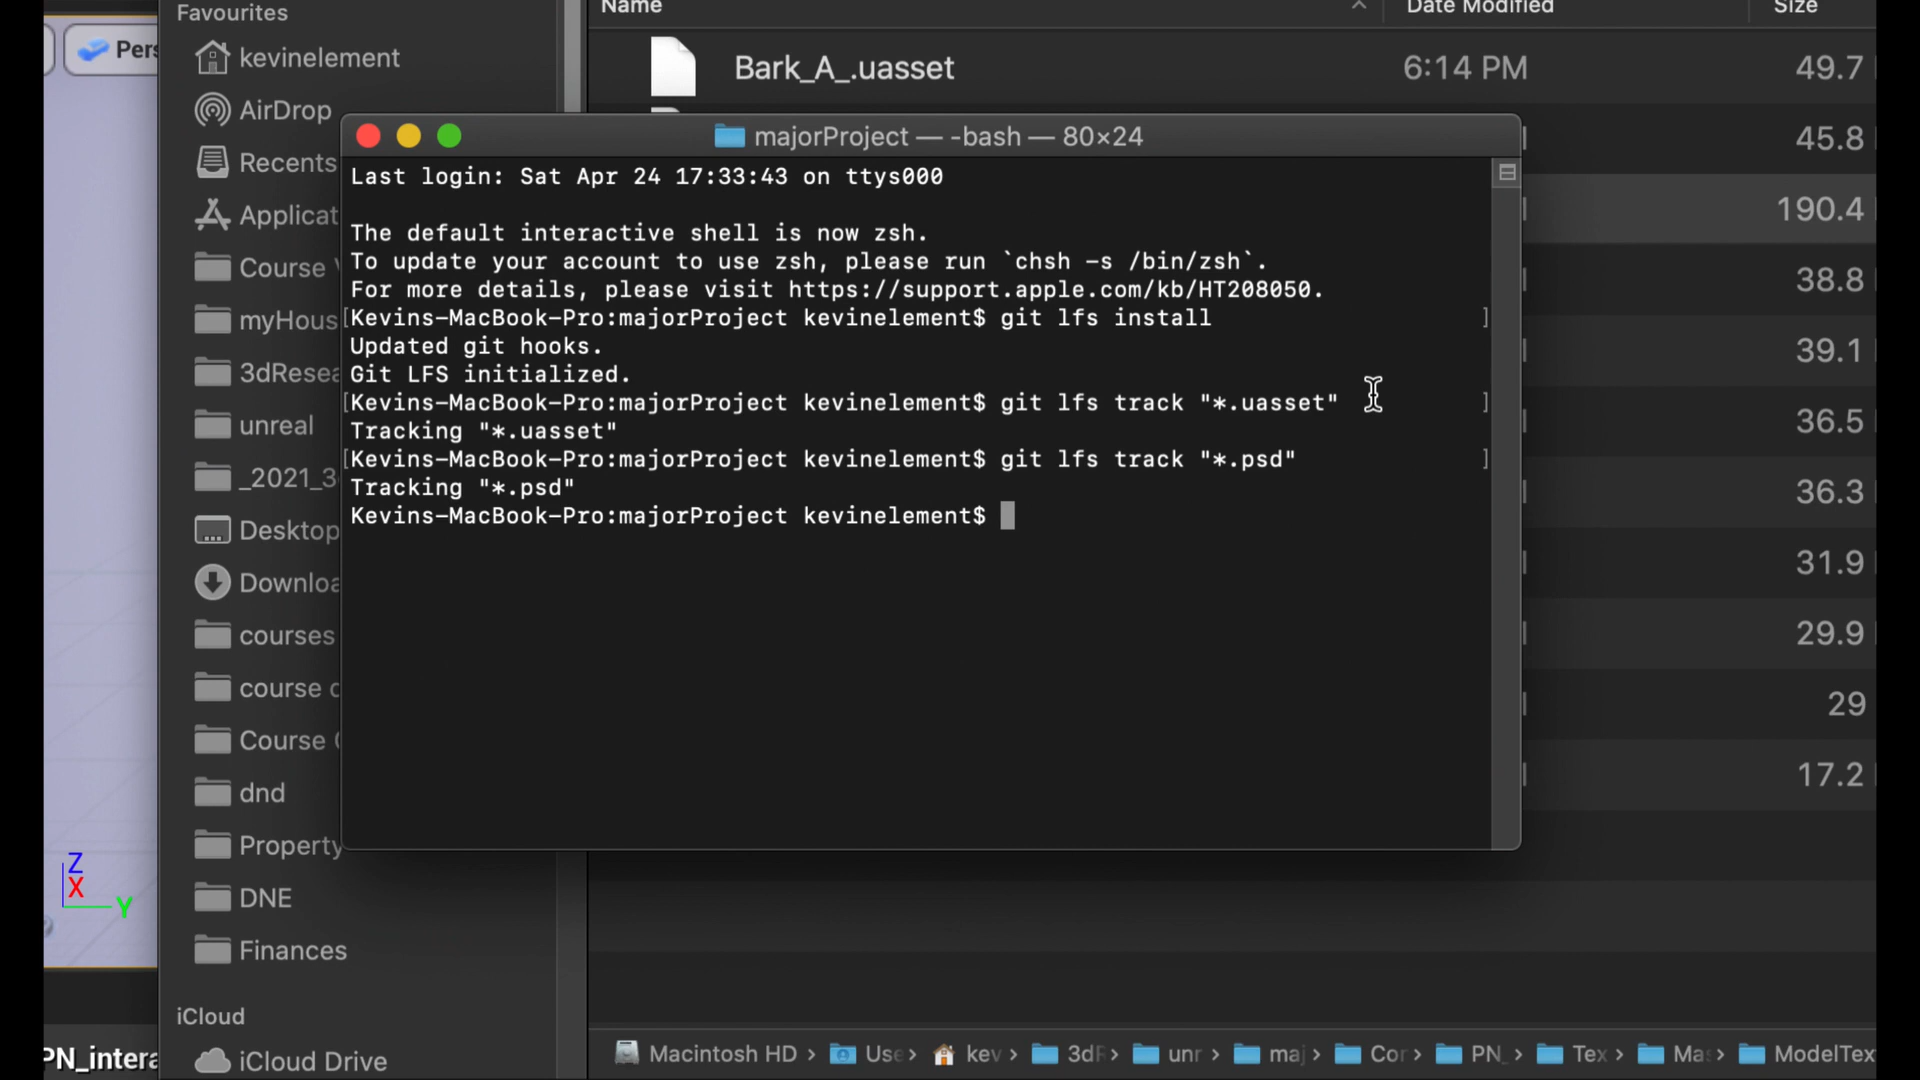 Favourites
Name
Date Modified
Size
Pers
kevinelement
AirDrop
Recents
Applicat
Course
myHous
3dResea
unreal
_2021_3
Desktop
Downloa
courses
course c
Course
dnd
Property
DNE
Finances
iCloud
iCloud Drive
Bark_A_.uasset
6:14 PM
49.7
45.8
190.4
38.8
39.1
36.5
36.3
31.9
29.9
29
17.2
majorProject — -bash — 80×24
Last login: Sat Apr 24 17:33:43 on ttys000
The default interactive shell is now zsh.
To update your account to use zsh, please run `chsh -s /bin/zsh`.
For more details, please visit https://support.apple.com/kb/HT208050.
[Kevins-MacBook-Pro:majorProject kevinelement$ git lfs install ]
Updated git hooks.
Git LFS initialized.
[Kevins-MacBook-Pro:majorProject kevinelement$ git lfs track "*.uasset" ]
Tracking "*.uasset"
[Kevins-MacBook-Pro:majorProject kevinelement$ git lfs track "*.psd" ]
Tracking "*.psd"
Kevins-MacBook-Pro:majorProject kevinelement$
Z
X
Y
PN_intera
Macintosh HD › Use › kev › 3dR › unr › maj › Cor › PN_ › Tex › Mas › ModelTex